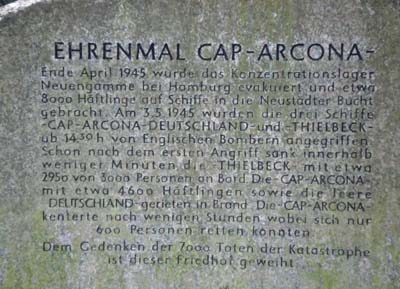 EHRENMAL CAP-ARCONA-
Ende April 1945 wurde das Konzentrationslager
Neuengamme bei Hamburg evakuiert und etwa
8000 Häftlinge auf Schiffe in die Neustädter Bucht
gebracht. Am 3.5.1945 wurden die drei Schiffe
-CAP-ARCONA-DEUTSCHLAND-und-THIELBECK-
ab 14.30 h von Englischen Bombern angegriffen
Schon nach dem ersten Angriff sank innerhalb
weniger Minuten die-THIELBECK-mit etwa
2950 von 3000 Personen an Bord Die-CAP-ARCONA-
mit etwa 4600 Häftlingen sowie die leere
DEUTSCHLAND-gerieten in Brand. Die-CAP-ARCONA-
kenterte nach wenigen Stunden wobei sich nur
600 Personen retten konnten
Dem Gedenken der 7000 Toten der Katastrophe
ist dieser Friedhof geweiht.